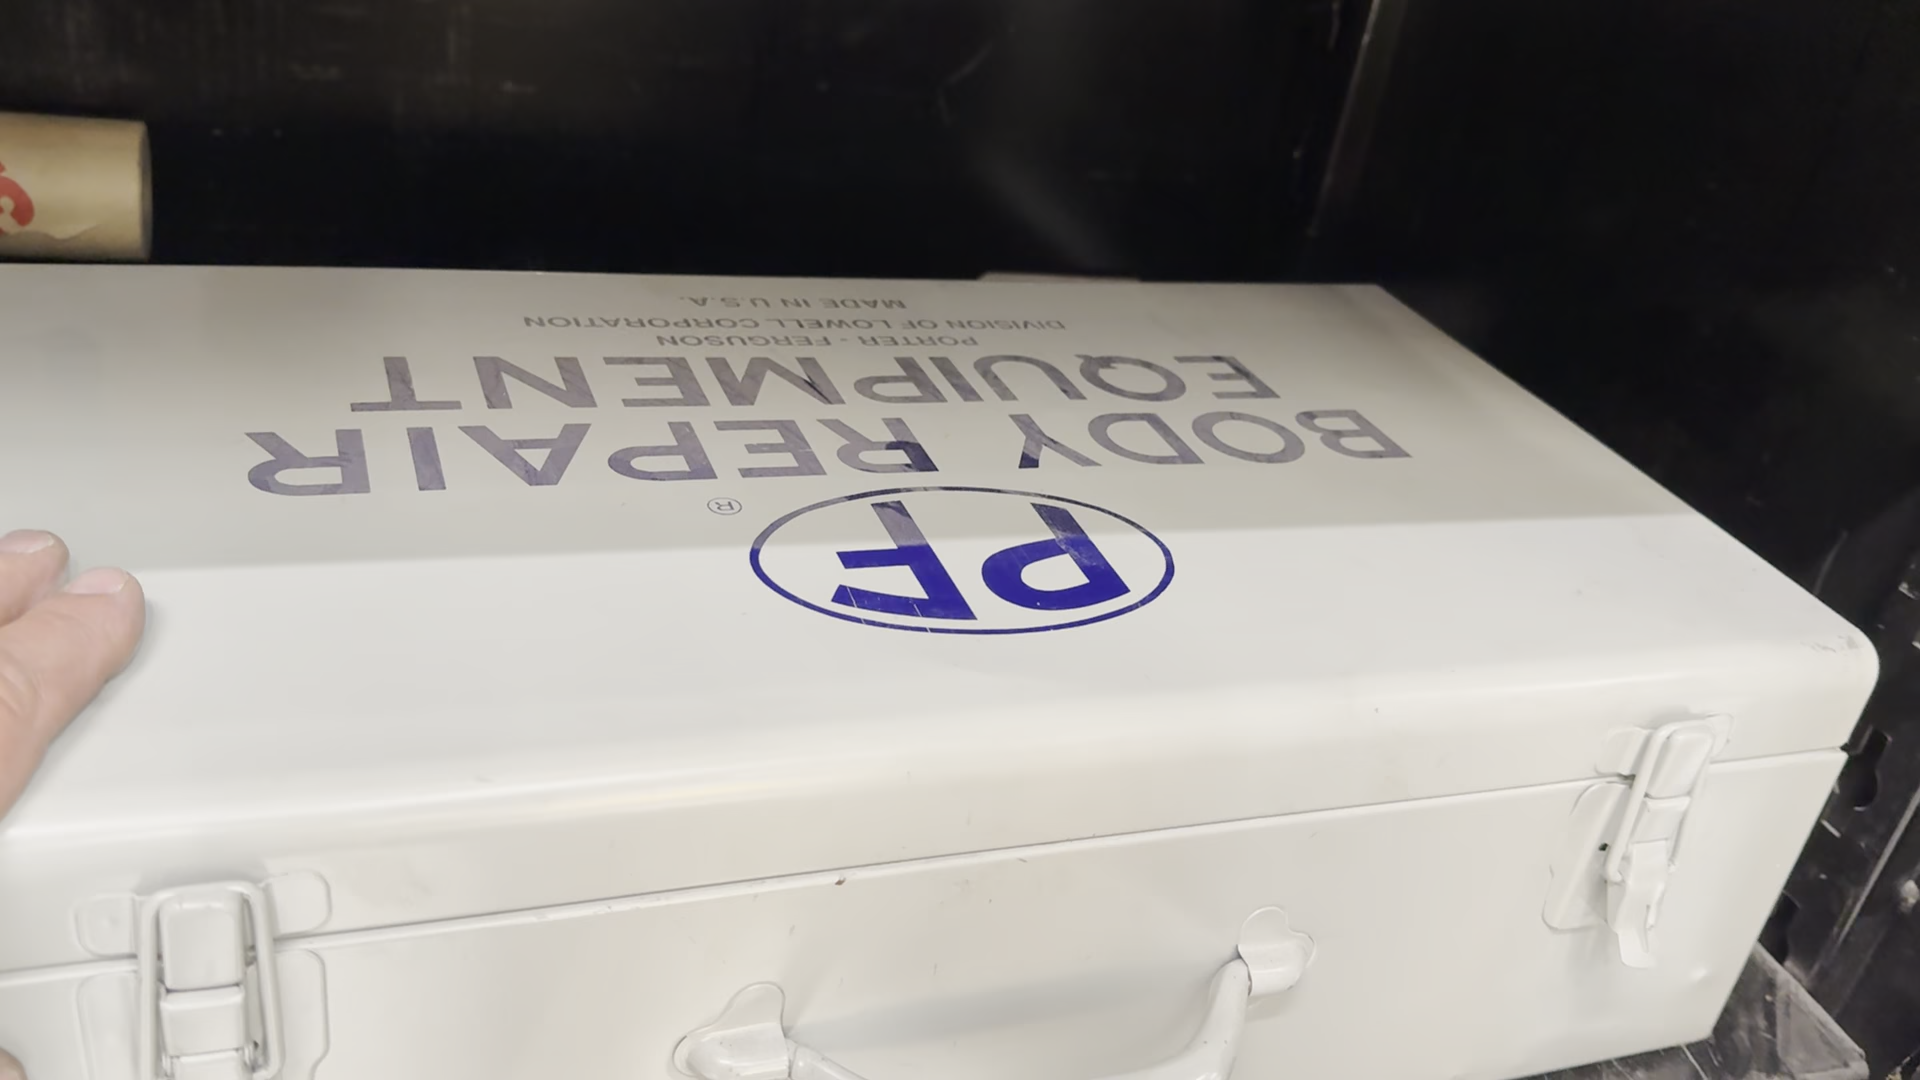 PF®
BODY REPAIR
EQUIPMENT
PORTER - FERGUSON
DIVISION OF LOWELL CORPORATION
MADE IN U.S.A.